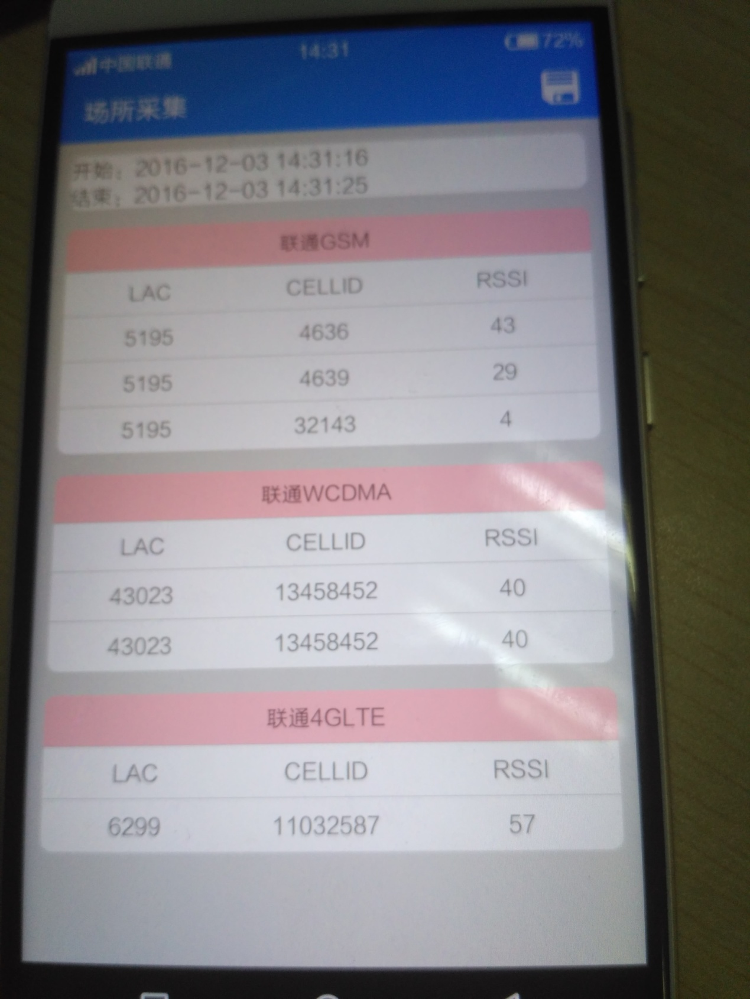 中国联通 14:31 72%
场所采集
开始：2016-12-03 14:31:16
结束：2016-12-03 14:31:25
联通GSM
LAC CELLID RSSI
5195 4636 43
5195 4639 29
5195 32143 4
联通WCDMA
LAC CELLID RSSI
43023 13458452 40
43023 13458452 40
联通4GLTE
LAC CELLID RSSI
6299 11032587 57